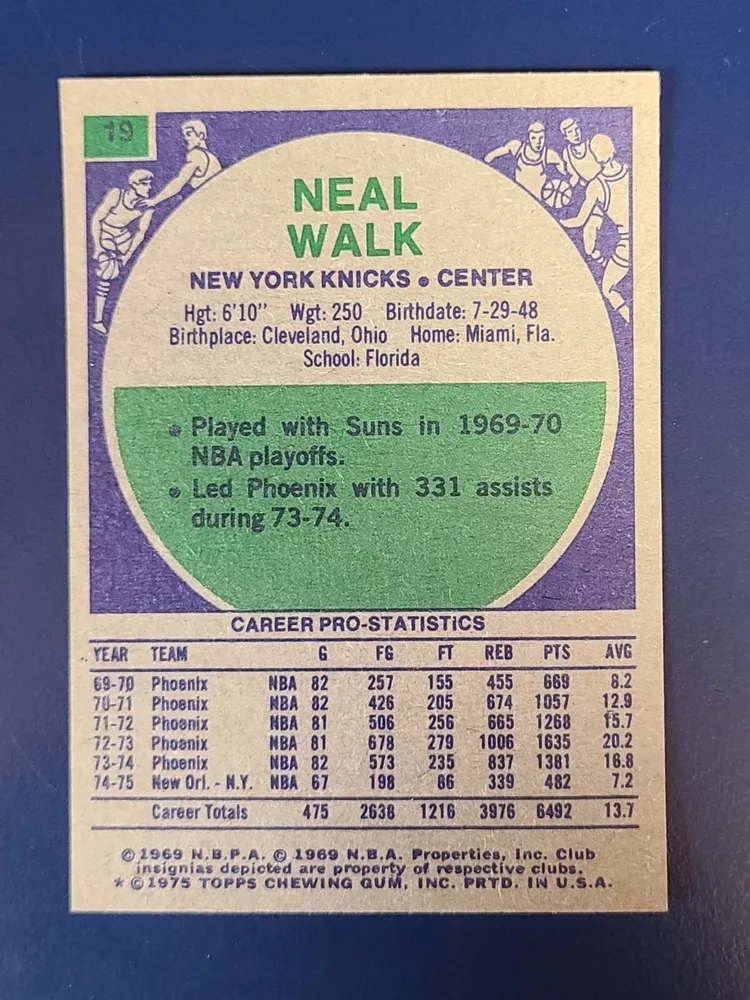 19
NEAL
WALK
NEW YORK KNICKS • CENTER
Hgt: 6'10" Wgt: 250 Birthdate: 7-29-48
Birthplace: Cleveland, Ohio Home: Miami, Fla.
School: Florida
• Played with Suns in 1969-70
NBA playoffs.
• Led Phoenix with 331 assists
during 73-74.
CAREER PRO-STATISTICS
YEAR TEAM G FG FT REB PTS AVG
69-70 Phoenix NBA 82 257 155 455 669 8.2
70-71 Phoenix NBA 82 426 205 674 1057 12.9
71-72 Phoenix NBA 81 506 256 665 1268 15.7
72-73 Phoenix NBA 81 678 279 1006 1635 20.2
73-74 Phoenix NBA 82 573 235 837 1381 16.8
74-75 New Orl. - N.Y. NBA 67 198 86 339 482 7.2
Career Totals 475 2638 1216 3976 6492 13.7
© 1969 N.B.P.A. © 1969 N.B.A. Properties, Inc. Club
insignias depicted are property of respective clubs.
* © 1975 TOPPS CHEWING GUM, INC. PRTD. IN U.S.A.